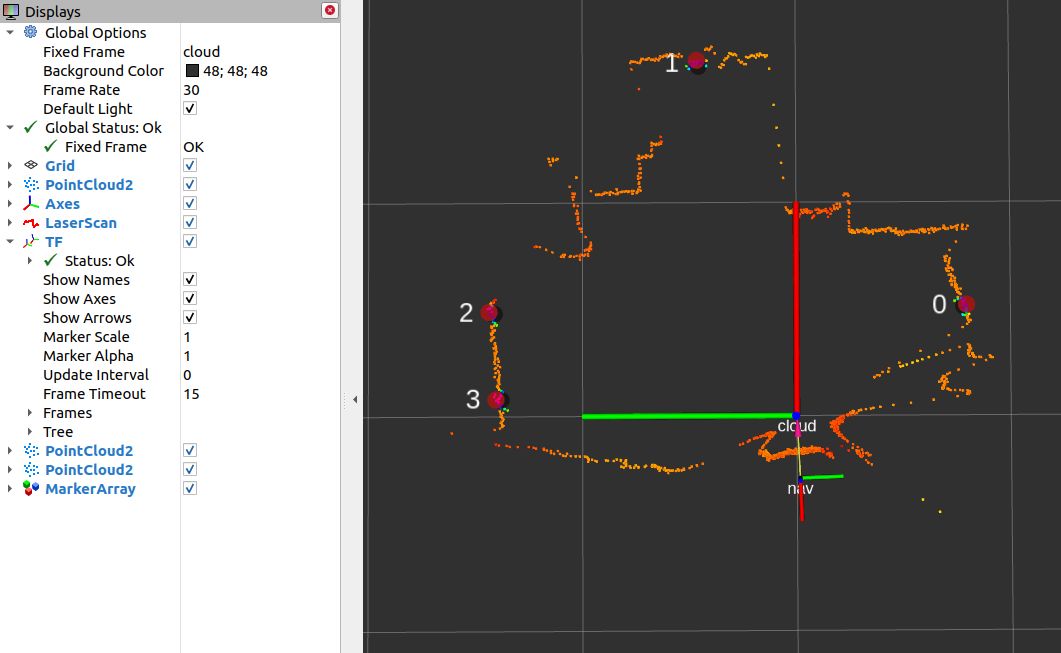 Displays
Global Options
Fixed Frame cloud
Background Color 48; 48; 48
Frame Rate 30
Default Light
Global Status: Ok
Fixed Frame OK
Grid
PointCloud2
Axes
LaserScan
TF
Status: Ok
Show Names
Show Axes
Show Arrows
Marker Scale 1
Marker Alpha 1
Update Interval 0
Frame Timeout 15
Frames
Tree
PointCloud2
PointCloud2
MarkerArray
1
0
2
3
cloud
nav